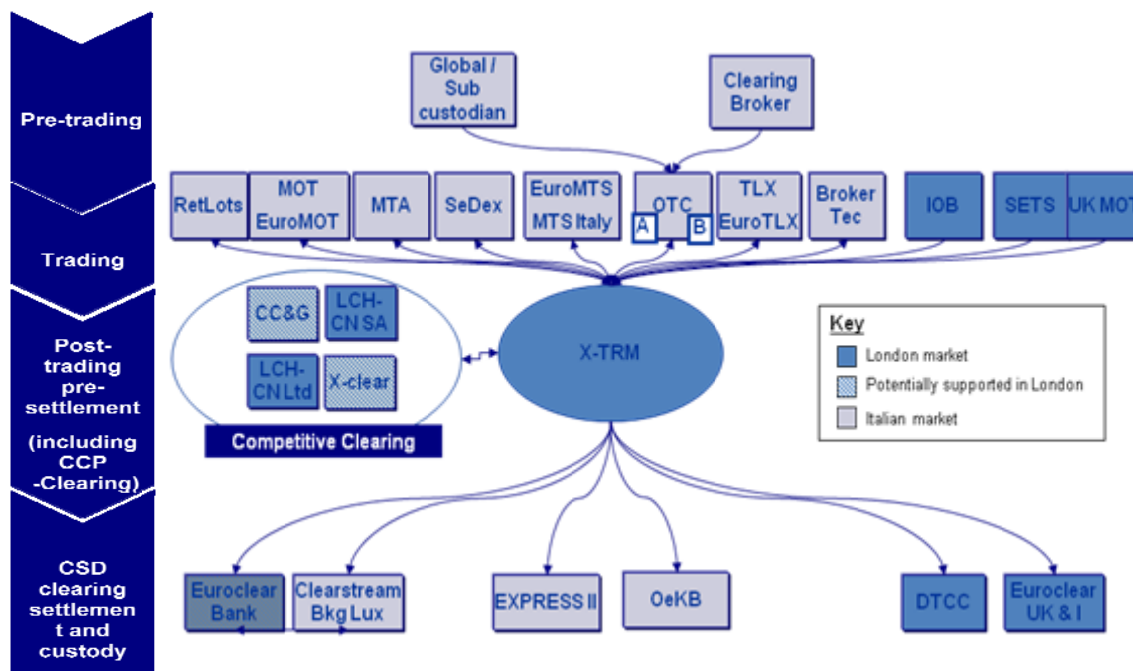 Pre-trading
Trading
Post-
trading
pre-
settlement
(including
CCP
-Clearing)
CSD
clearing
settlemen
t and
custody
Global /
Sub
custodian
Clearing
Broker
RetLots
MOT
EuroMOT
MTA
SeDex
EuroMTS
MTS Italy
OTC
A
B
TLX
EuroTLX
Broker
Tec
IOB
SETS
UK MOT
CC&G
LCH-
CN SA
LCH-
CN Ltd
X-clear
Competitive Clearing
X-TRM
Key
London market
Potentially supported in London
Italian market
Euroclear
Bank
Clearstream
Bkg Lux
EXPRESS II
OeKB
DTCC
Euroclear
UK & I